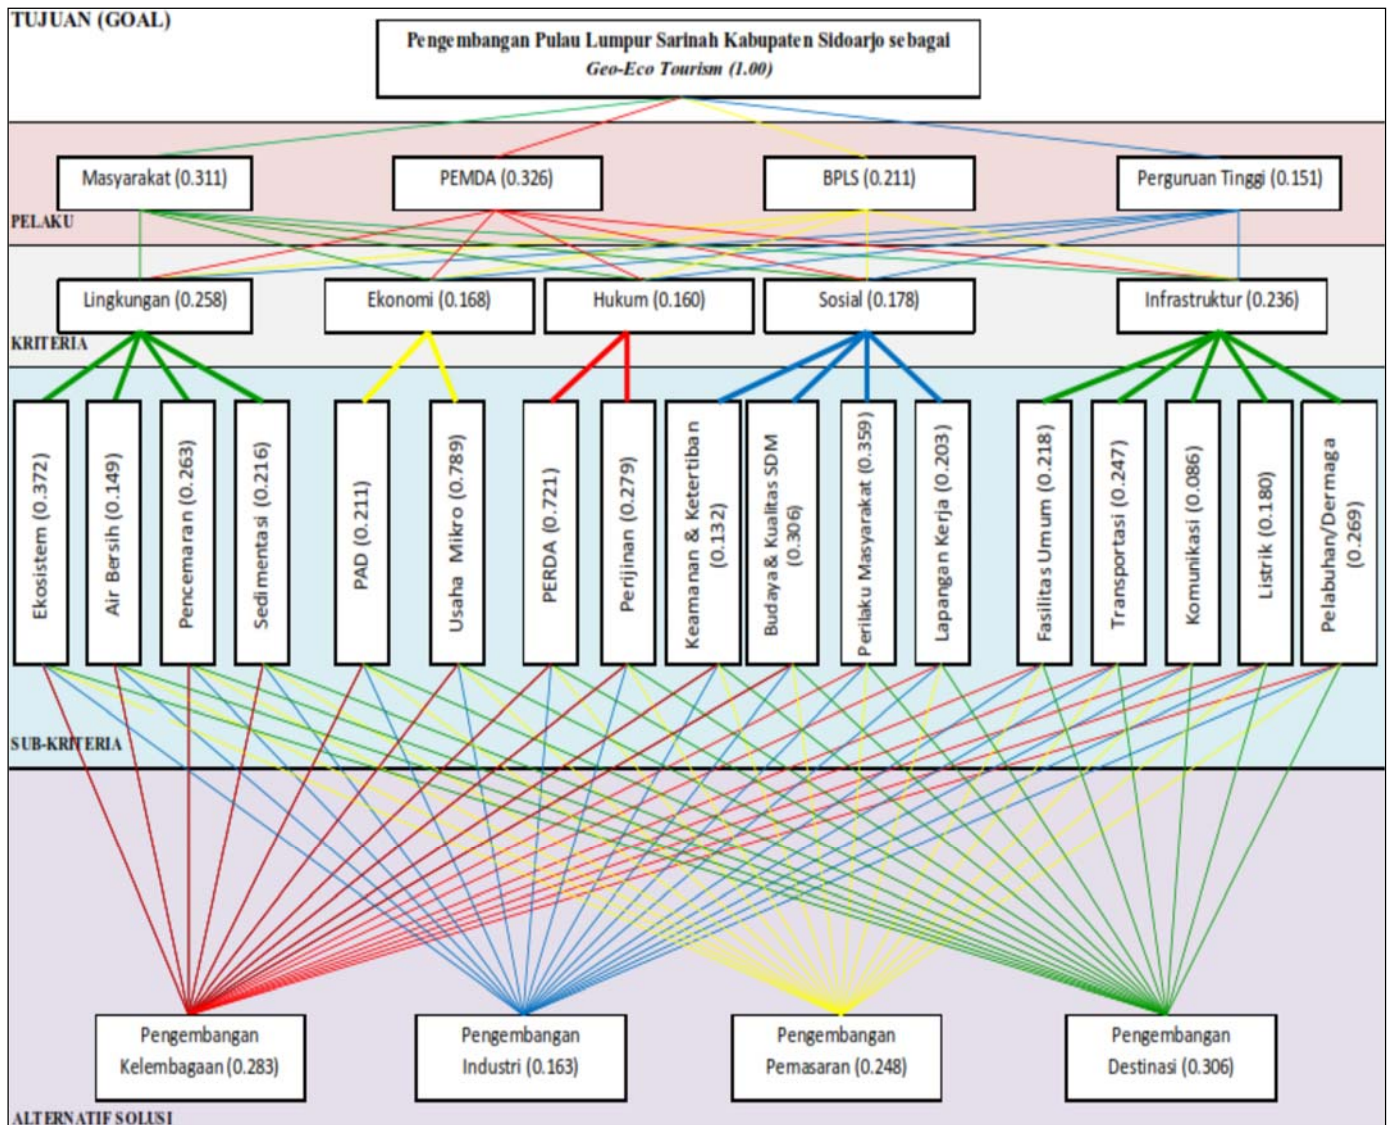 TUJUAN (GOAL)
Pengembangan Pulau Lumpur Sarinah Kabupaten Sidoarjo sebagai
Geo-Eco Tourism (1.00)
Masyarakat (0.311)
PEMDA (0.326)
BPLS (0.211)
Perguruan Tinggi (0.151)
PELAKU
Lingkungan (0.258)
Ekonomi (0.168)
Hukum (0.160)
Sosial (0.178)
Infrastruktur (0.236)
KRITERIA
Ekosistem (0.372)
Air Bersih (0.149)
Pencemaran (0.263)
Sedimentasi (0.216)
PAD (0.211)
Usaha Mikro (0.789)
PERDA (0.721)
Perijinan (0.279)
Keamanan & Ketertiban
(0.132)
Budaya & Kualitas SDM
(0.306)
Perilaku Masyarakat (0.359)
Lapangan Kerja (0.203)
Fasilitas Umum (0.218)
Transportasi (0.247)
Komunikasi (0.086)
Listrik (0.180)
Pelabuhan/Dermaga
(0.269)
SUB-KRITERIA
Pengembangan
Kelembagaan (0.283)
Pengembangan
Industri (0.163)
Pengembangan
Pemasaran (0.248)
Pengembangan
Destinasi (0.306)
ALTERNATIF SOLUSI